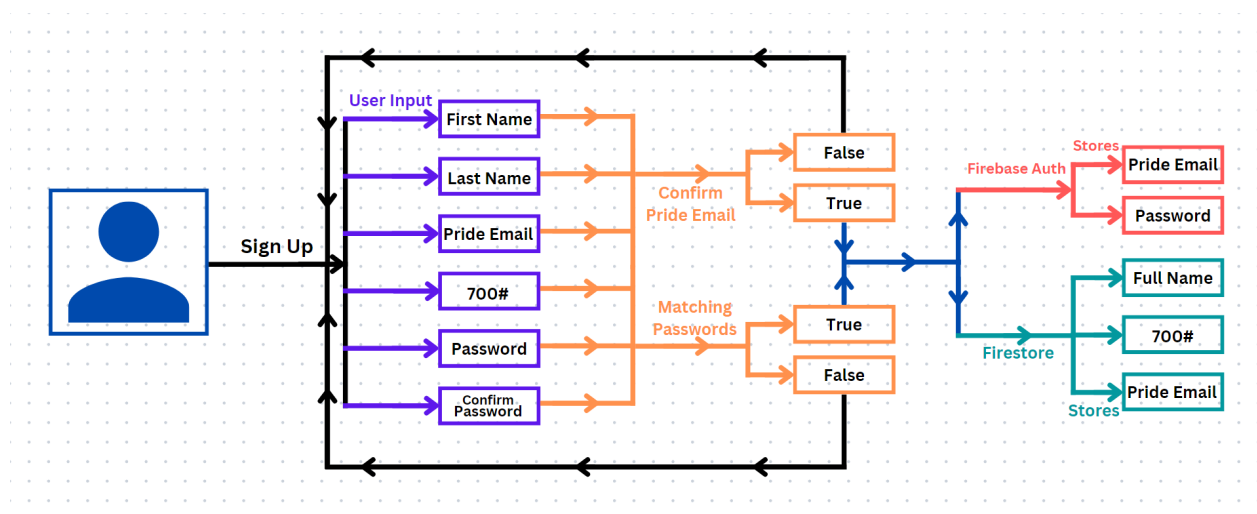 Sign Up
User Input
First Name
Last Name
Pride Email
700#
Password
Confirm
Password
Confirm
Pride Email
Matching
Passwords
False
True
True
False
Firebase Auth
Stores
Pride Email
Password
Firestore
Stores
Full Name
700#
Pride Email